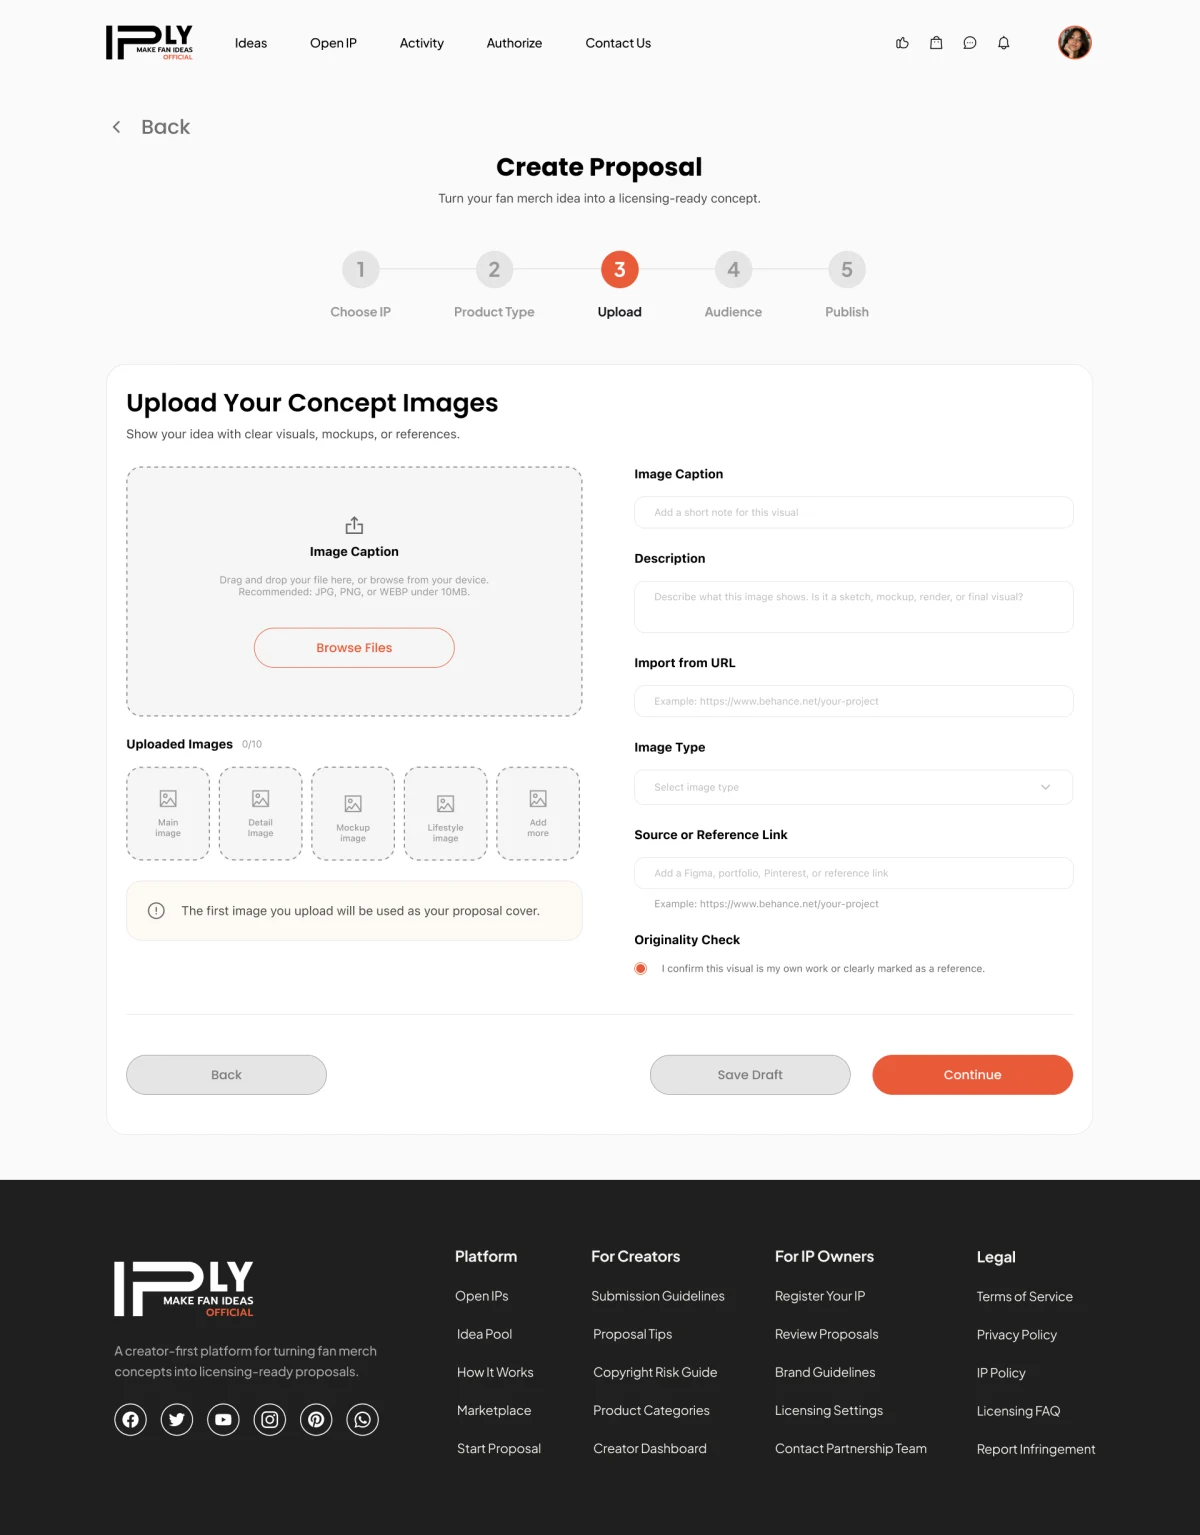 IPLY
MAKE FAN IDEAS
OFFICIAL
Ideas
Open IP
Activity
Authorize
Contact Us
Back
Create Proposal
Turn your fan merch idea into a licensing-ready concept.
1
2
3
4
5
Choose IP
Product Type
Upload
Audience
Publish
Upload Your Concept Images
Show your idea with clear visuals, mockups, or references.
Image Caption
Drag and drop your file here, or browse from your device.
Recommended: JPG, PNG, or WEBP under 10MB.
Browse Files
Uploaded Images 0/10
Main
image
Detail
Image
Mockup
image
Lifestyle
image
Add
more
The first image you upload will be used as your proposal cover.
Image Caption
Add a short note for this visual
Description
Describe what this image shows. Is it a sketch, mockup, render, or final visual?
Import from URL
Example: https://www.behance.net/your-project
Image Type
Select image type
Source or Reference Link
Add a Figma, portfolio, Pinterest, or reference link
Example: https://www.behance.net/your-project
Originality Check
I confirm this visual is my own work or clearly marked as a reference.
Back
Save Draft
Continue
IPLY
MAKE FAN IDEAS
OFFICIAL
A creator-first platform for turning fan merch
concepts into licensing-ready proposals.
Platform
Open IPs
Idea Pool
How It Works
Marketplace
Start Proposal
For Creators
Submission Guidelines
Proposal Tips
Copyright Risk Guide
Product Categories
Creator Dashboard
For IP Owners
Register Your IP
Review Proposals
Brand Guidelines
Licensing Settings
Contact Partnership Team
Legal
Terms of Service
Privacy Policy
IP Policy
Licensing FAQ
Report Infringement